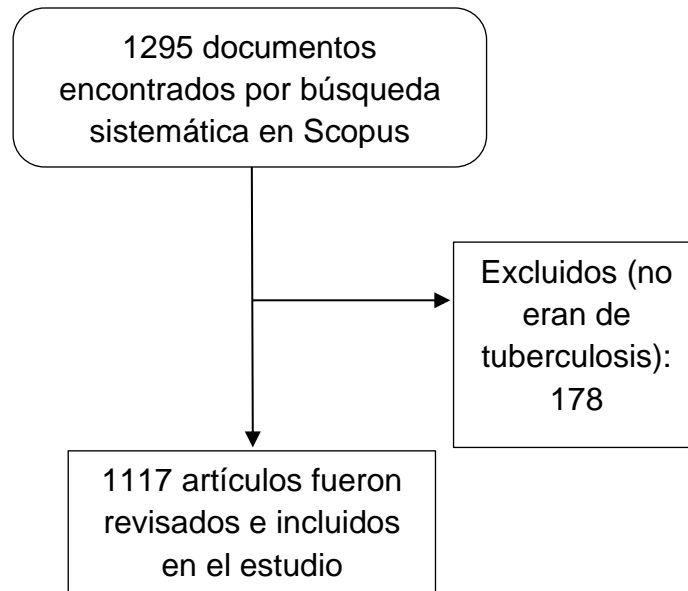 1295 documentos
encontrados por búsqueda
sistemática en Scopus
Excluidos (no
eran de
tuberculosis):
178
1117 artículos fueron
revisados e incluidos
en el estudio